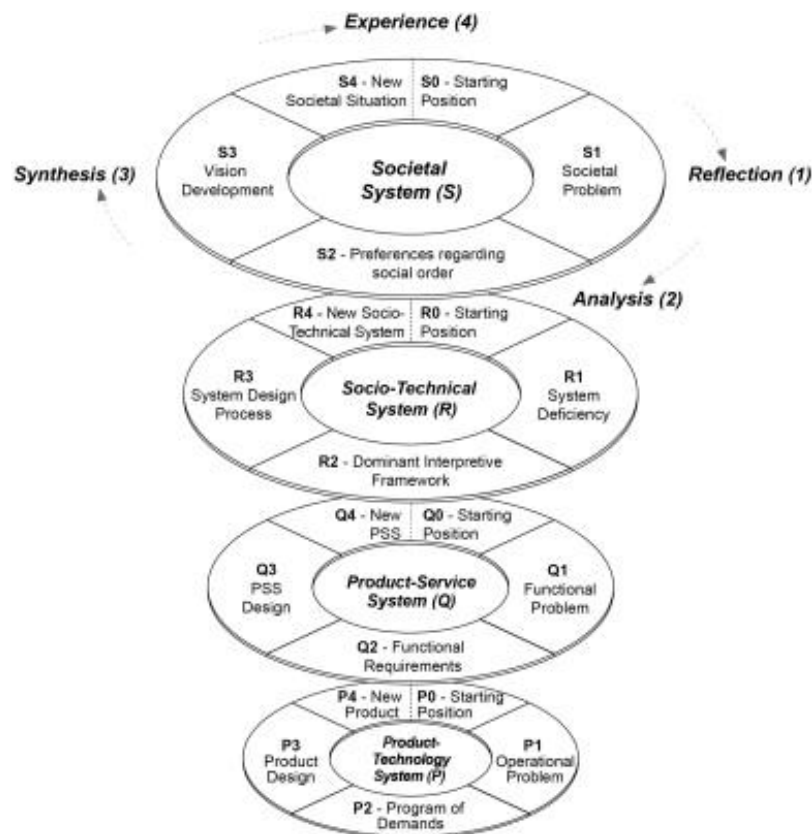 Experience (4)
S4 - New
Societal Situation
S0 - Starting
Position
S3
Vision
Development
Societal
System (S)
S1
Societal
Problem
Synthesis (3)
Reflection (1)
S2 - Preferences regarding
social order
Analysis (2)
R4 - New Socio-
Technical System
R0 - Starting
Position
R3
System Design
Process
Socio-Technical
System (R)
R1
System
Deficiency
R2 - Dominant Interpretive
Framework
Q4 - New
PSS
Q0 - Starting
Position
Q3
PSS
Design
Product-Service
System (Q)
Q1
Functional
Problem
Q2 - Functional
Requirements
P4 - New
Product
P0 - Starting
Position
P3
Product
Design
Product-
Technology
System (P)
P1
Operational
Problem
P2 - Program of
Demands